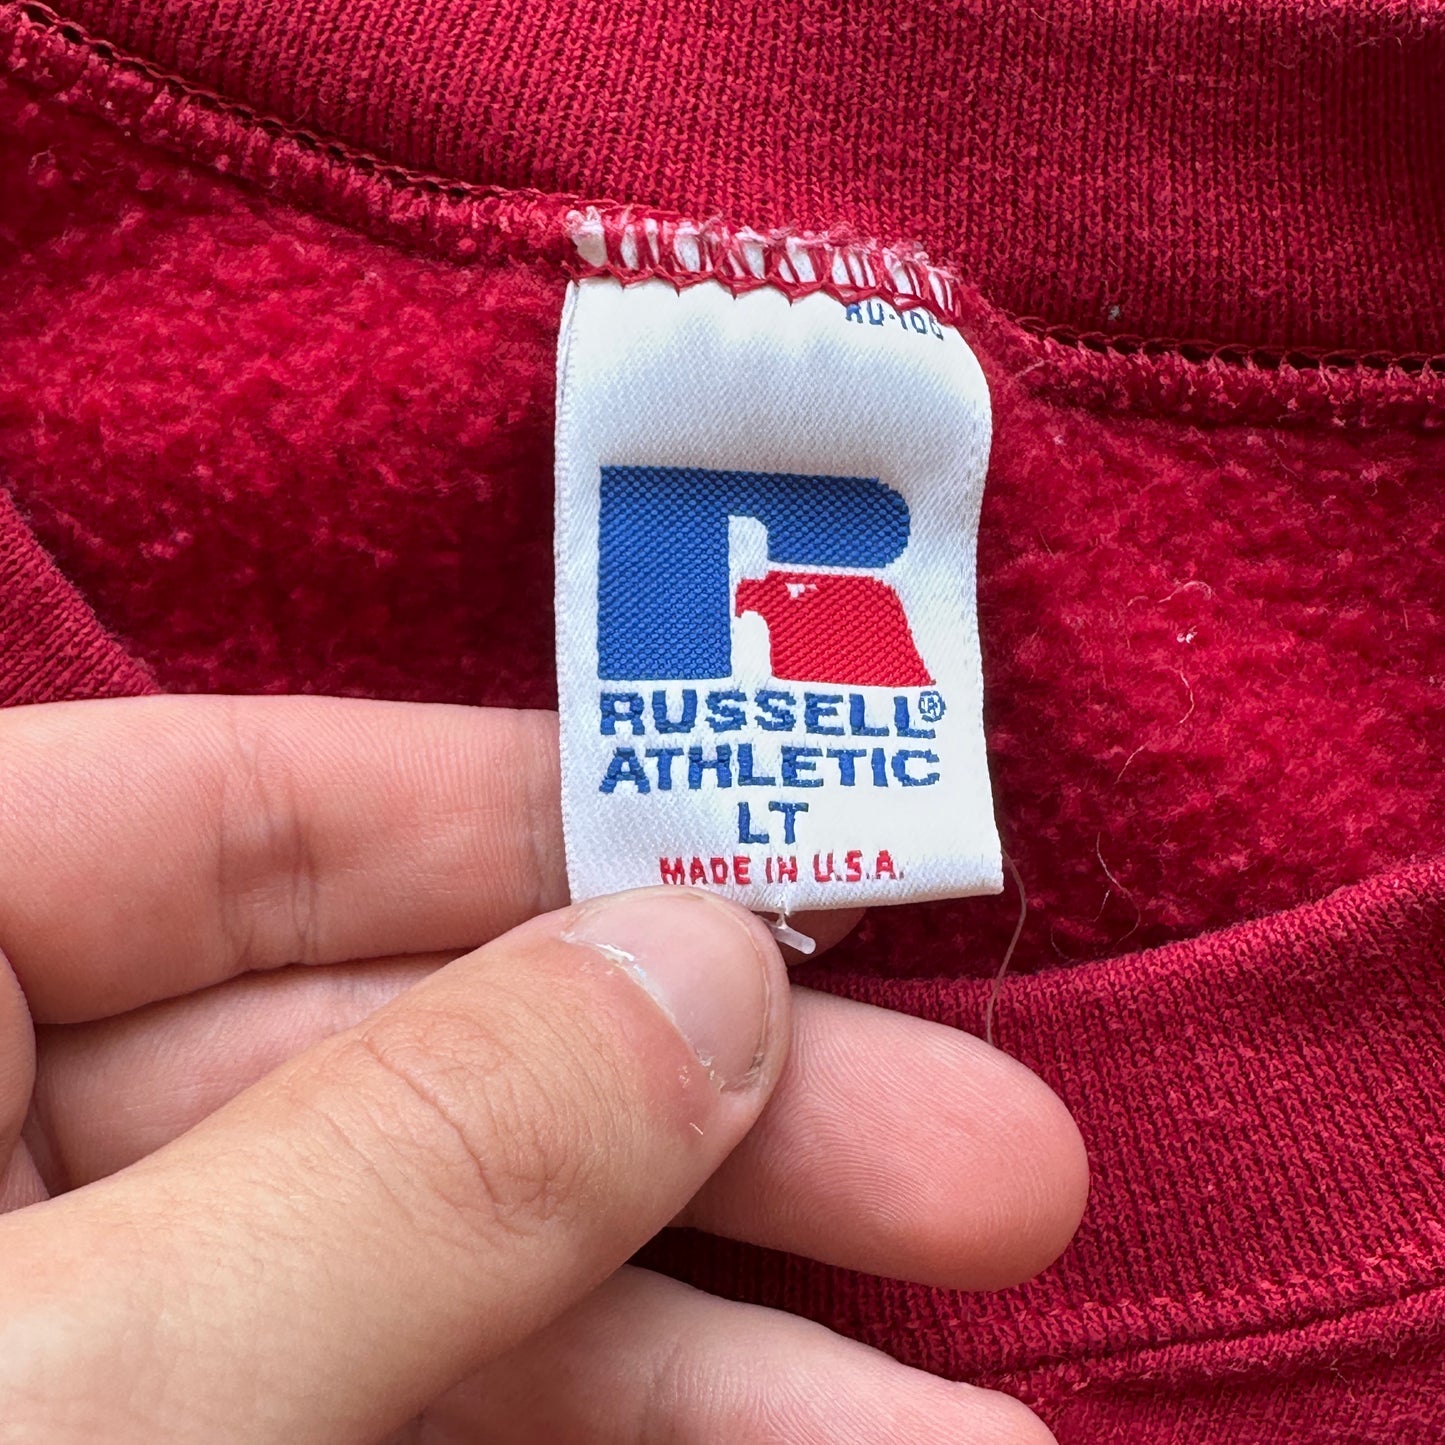 RUSSELL®
ATHLETIC
LT
MADE IN U.S.A.